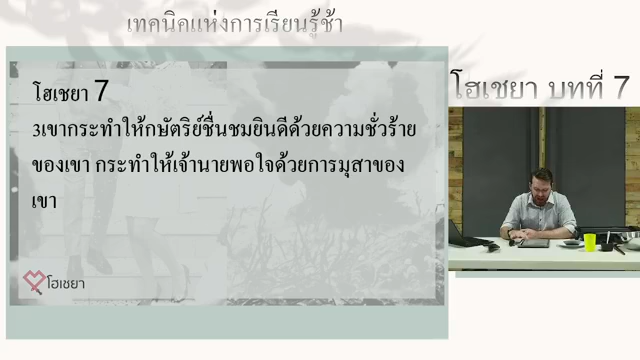 เทคนิคแห่งการเรียนรู้ช้า
โฮเชยา 7
3เขากระทำให้กษัตริย์ชื่นชมยินดีด้วยความชั่วร้าย
ของเขา กระทำให้เจ้านายพอใจด้วยการมุสาของ
เขา
โฮเชยา
โฮเชยา บทที่ 7